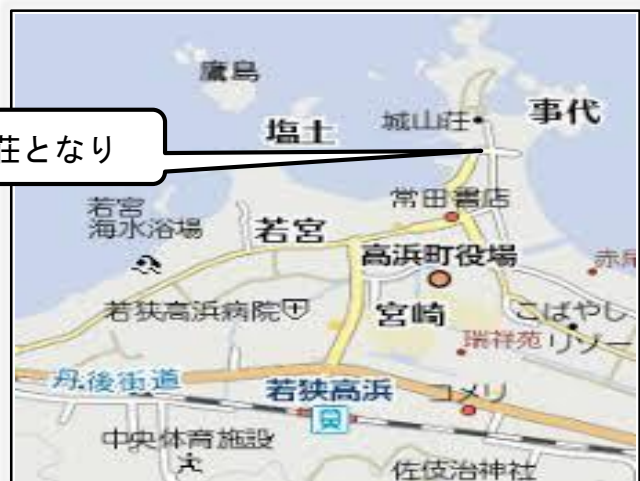 鷹島
事代
城山荘
塩土
荘となり
常田書店
若宮
海水浴場
若宮
高浜町役場
赤尾
若狭高浜病院
宮崎
こばやし
瑞祥苑
リゾー
丹後街道
若狭高浜
コメリ
中央体育施設
佐伎治神社